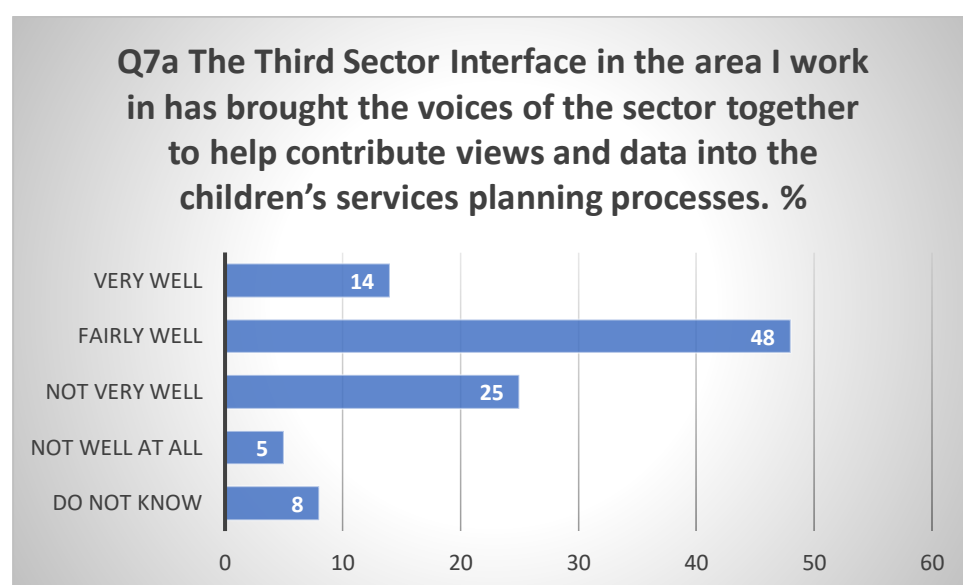 Q7a The Third Sector Interface in the area I work
in has brought the voices of the sector together
to help contribute views and data into the
children’s services planning processes. %
VERY WELL 14
FAIRLY WELL 48
NOT VERY WELL 25
NOT WELL AT ALL 5
DO NOT KNOW 8
0 10 20 30 40 50 60